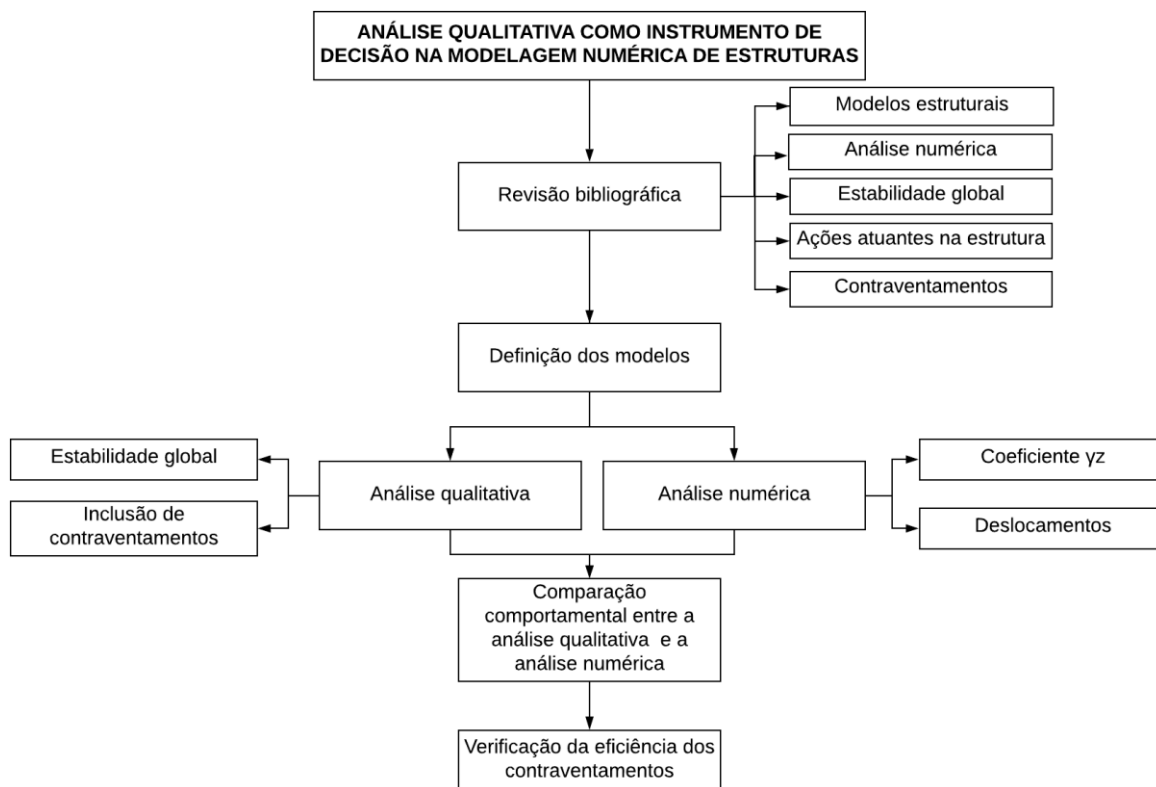 ANÁLISE QUALITATIVA COMO INSTRUMENTO DE
DECISÃO NA MODELAGEM NUMÉRICA DE ESTRUTURAS
Modelos estruturais
Análise numérica
Revisão bibliográfica
Estabilidade global
Ações atuantes na estrutura
Contraventamentos
Definição dos modelos
Estabilidade global
Inclusão de
contraventamentos
Análise qualitativa
Análise numérica
Coeficiente γz
Deslocamentos
Comparação
comportamental entre a
análise qualitativa e a
análise numérica
Verificação da eficiência dos
contraventamentos